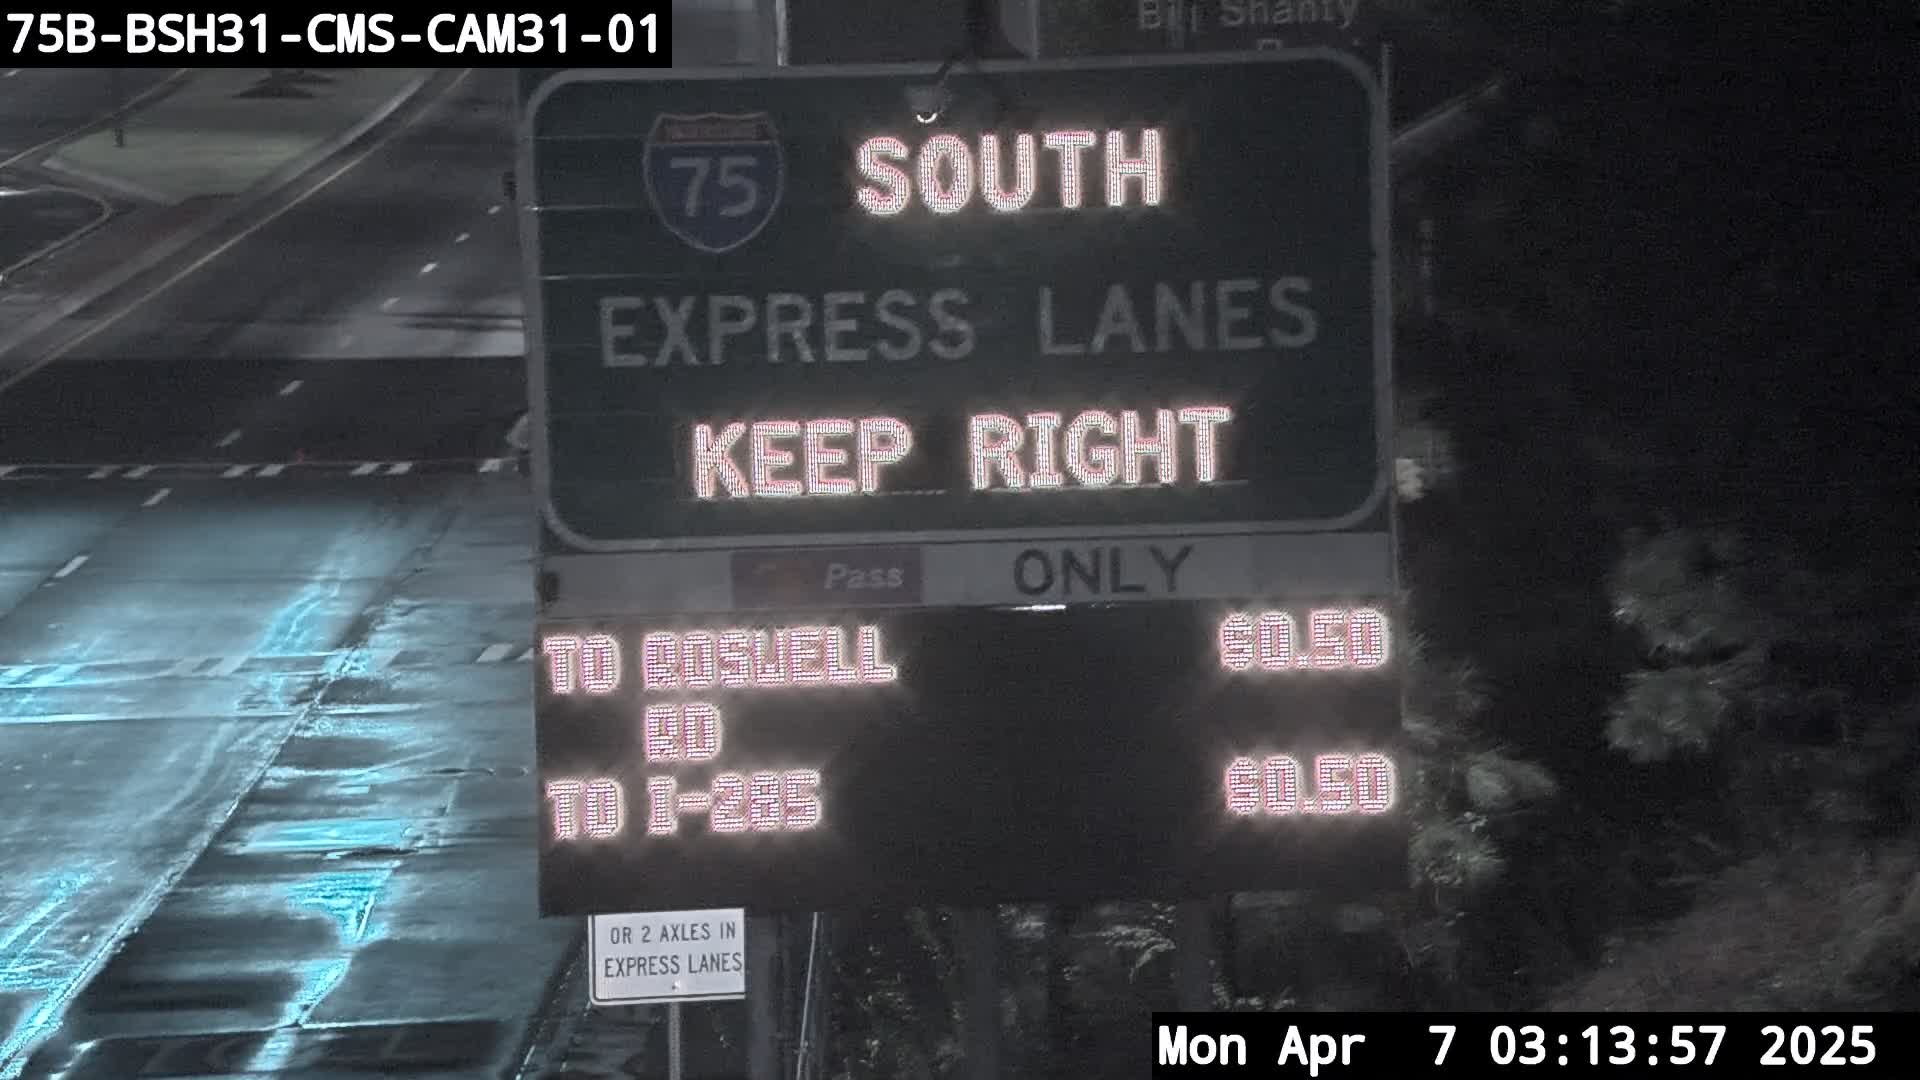 75B-BSH31-CMS-CAM31-01
Shanty
75
SOUTH
EXPRESS LANES
KEEP RIGHT
Pass ONLY
TO ROSWELL $0.50
RD
TO I-285 $0.50
OR 2 AXLES IN
EXPRESS LANES
Mon Apr 7 03:13:57 2025